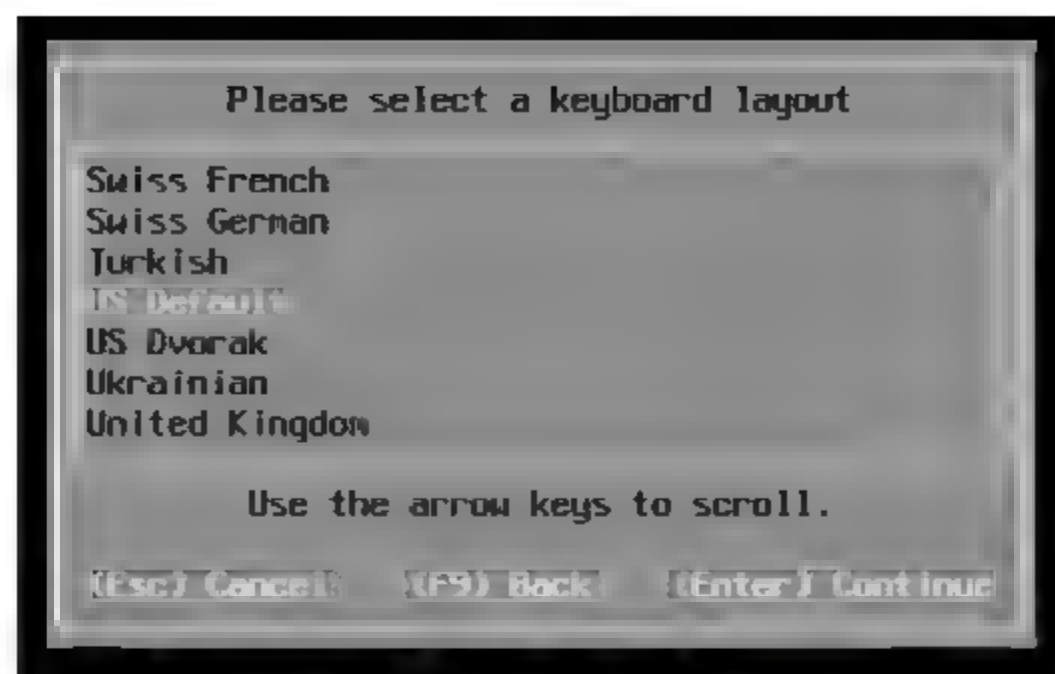 Please select a keyboard layout
Swiss French
Swiss German
Turkish
US Default
US Dvorak
Ukrainian
United Kingdom
Use the arrow keys to scroll.
(Esc) Cancel (F9) Back (Enter) Continue